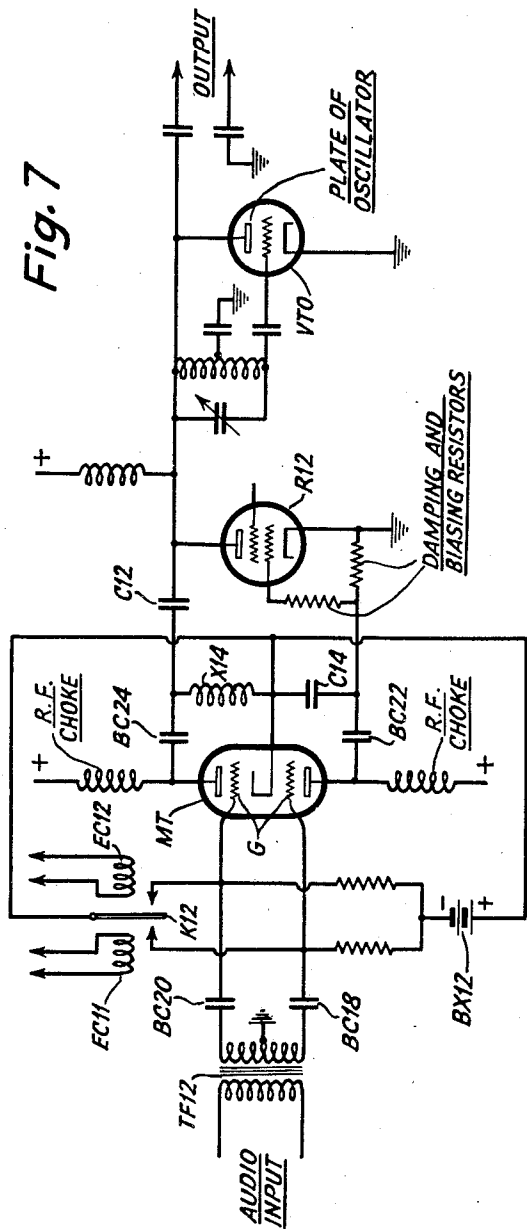 Fig. 7
AUDIO
INPUT
TF12
BC20
BC18
EC11
EC12
K12
BX12
-
+
MT
G
+
R.F.
CHOKE
BC24
X14
C14
BC22
R.F.
CHOKE
+
C12
+
R12
DAMPING AND
BIASING RESISTORS
VTO
PLATE OF
OSCILLATOR
OUTPUT